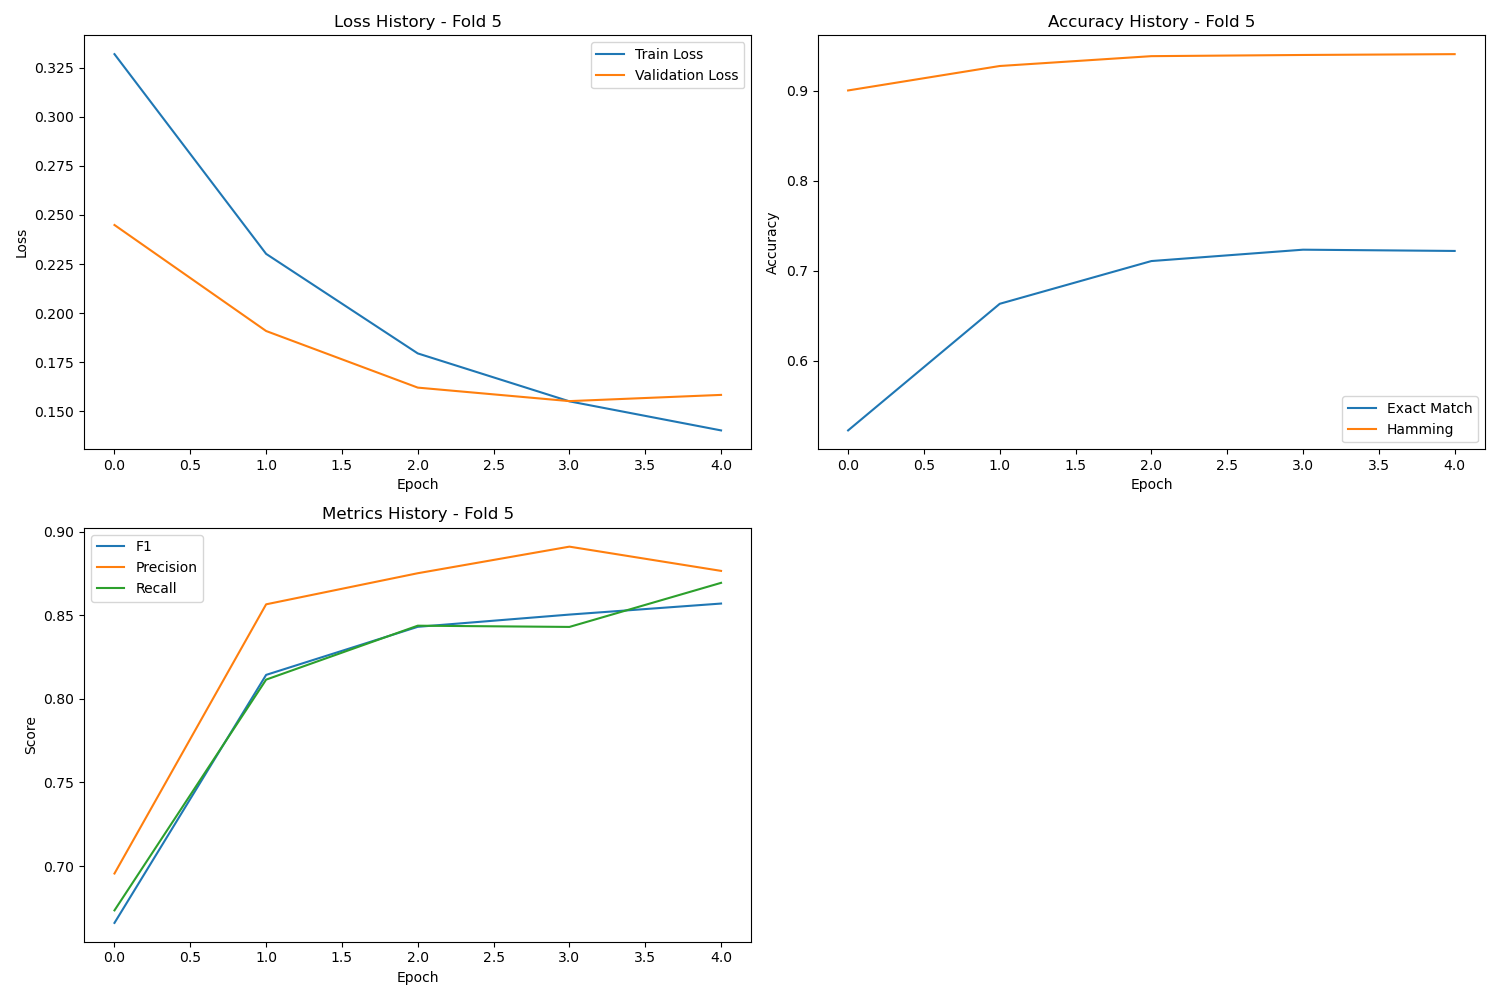 Loss History - Fold 5
Train Loss
Validation Loss
0.325
0.300
0.275
0.250
0.225
0.200
0.175
0.150
Loss
0.0 0.5 1.0 1.5 2.0 2.5 3.0 3.5 4.0
Epoch
Accuracy History - Fold 5
0.9
0.8
0.7
0.6
Accuracy
Exact Match
Hamming
0.0 0.5 1.0 1.5 2.0 2.5 3.0 3.5 4.0
Epoch
Metrics History - Fold 5
F1
Precision
Recall
0.90
0.85
0.80
0.75
0.70
Score
0.0 0.5 1.0 1.5 2.0 2.5 3.0 3.5 4.0
Epoch